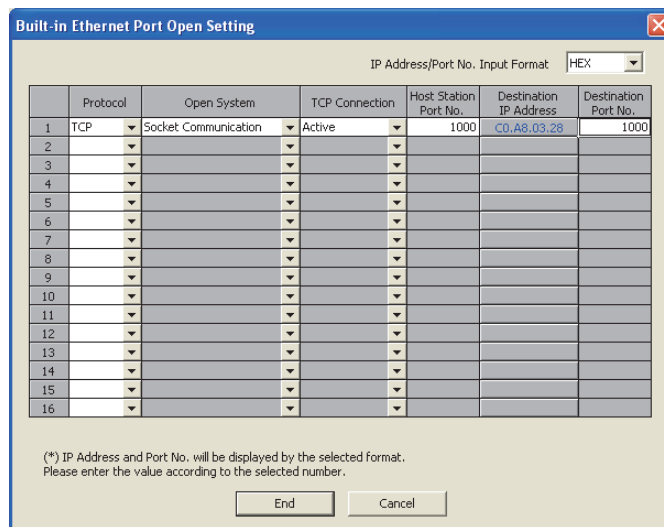 Built-in Ethernet Port Open Setting
IP Address/Port No. Input Format HEX
Protocol Open System TCP Connection Host Station Port No. Destination IP Address Destination Port No.
1 TCP Socket Communication Active 1000 C0.A8.03.28 1000
2
3
4
5
6
7
8
9
10
11
12
13
14
15
16
(*) IP Address and Port No. will be displayed by the selected format.
Please enter the value according to the selected number.
End Cancel